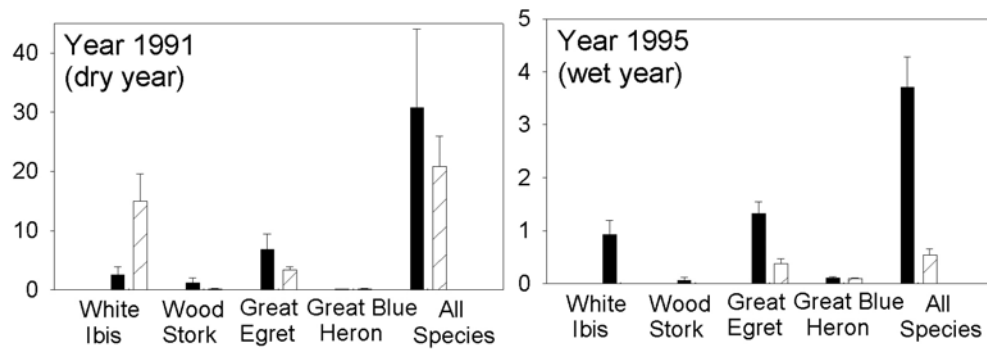 Year 1991
(dry year)
40
30
20
10
0
White Ibis
Wood Stork
Great Egret
Great Blue Heron
All Species
Year 1995
(wet year)
5
4
3
2
1
0
White Ibis
Wood Stork
Great Egret
Great Blue Heron
All Species